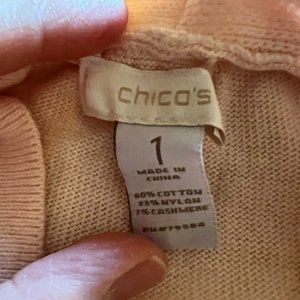 chico's
1
MADE IN
CHINA
60% COTTON
33% NYLON
7% CASHMERE